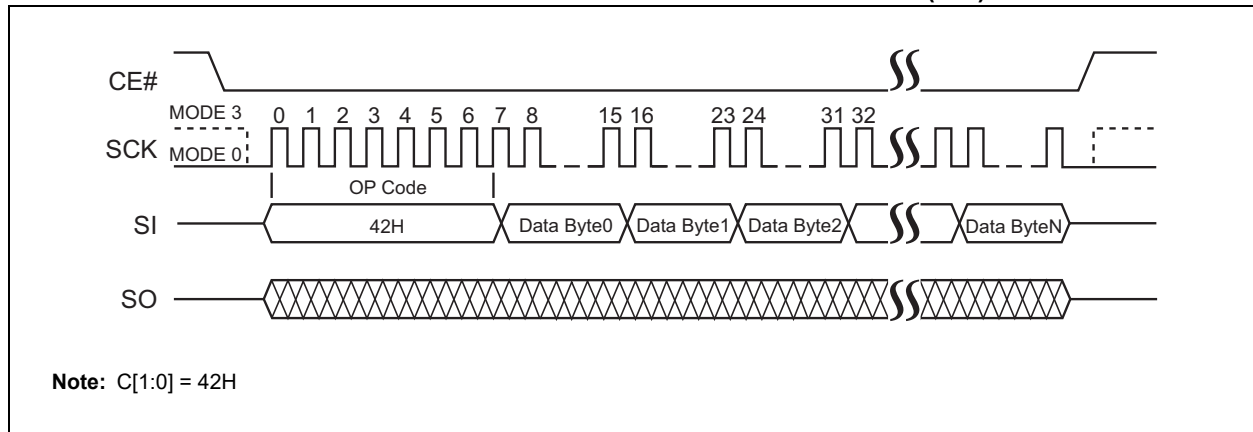 CE#
MODE 3 0 1 2 3 4 5 6 7 8 15 16 23 24 31 32
SCK MODE 0
OP Code
SI 42H Data Byte0 Data Byte1 Data Byte2 Data ByteN
SO
Note: C[1:0] = 42H